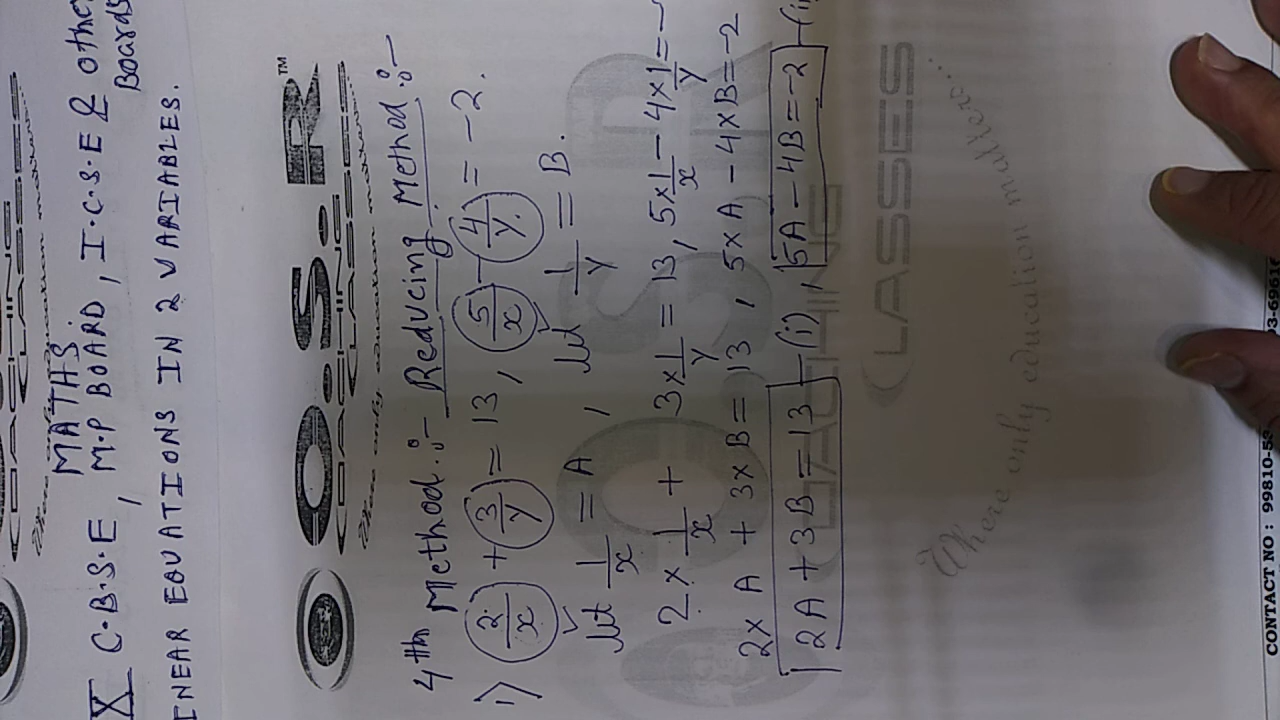 COACHING
Where only education matters...
MATHS.
X C.B.S.E, M.P BOARD, I.C.S.E & Other Boards
LINEAR EQUATIONS IN 2 VARIABLES.
O.S.R™
4th Method:- Reducing Method:-
1) 2/x + 3/y = 13, 5/x - 4/y = -2.
let 1/x = A, let 1/y = B.
2 x 1/x + 3 x 1/y = 13, 5 x 1/x - 4 x 1/y = -
2 x A + 3 x B = 13, 5 x A - 4 x B = -2
2A + 3B = 13 -(i), 5A - 4B = -2 -(i
O.S.R
COACHING
CLASSES
Where only education matters...
CONTACT NO : 99810-5